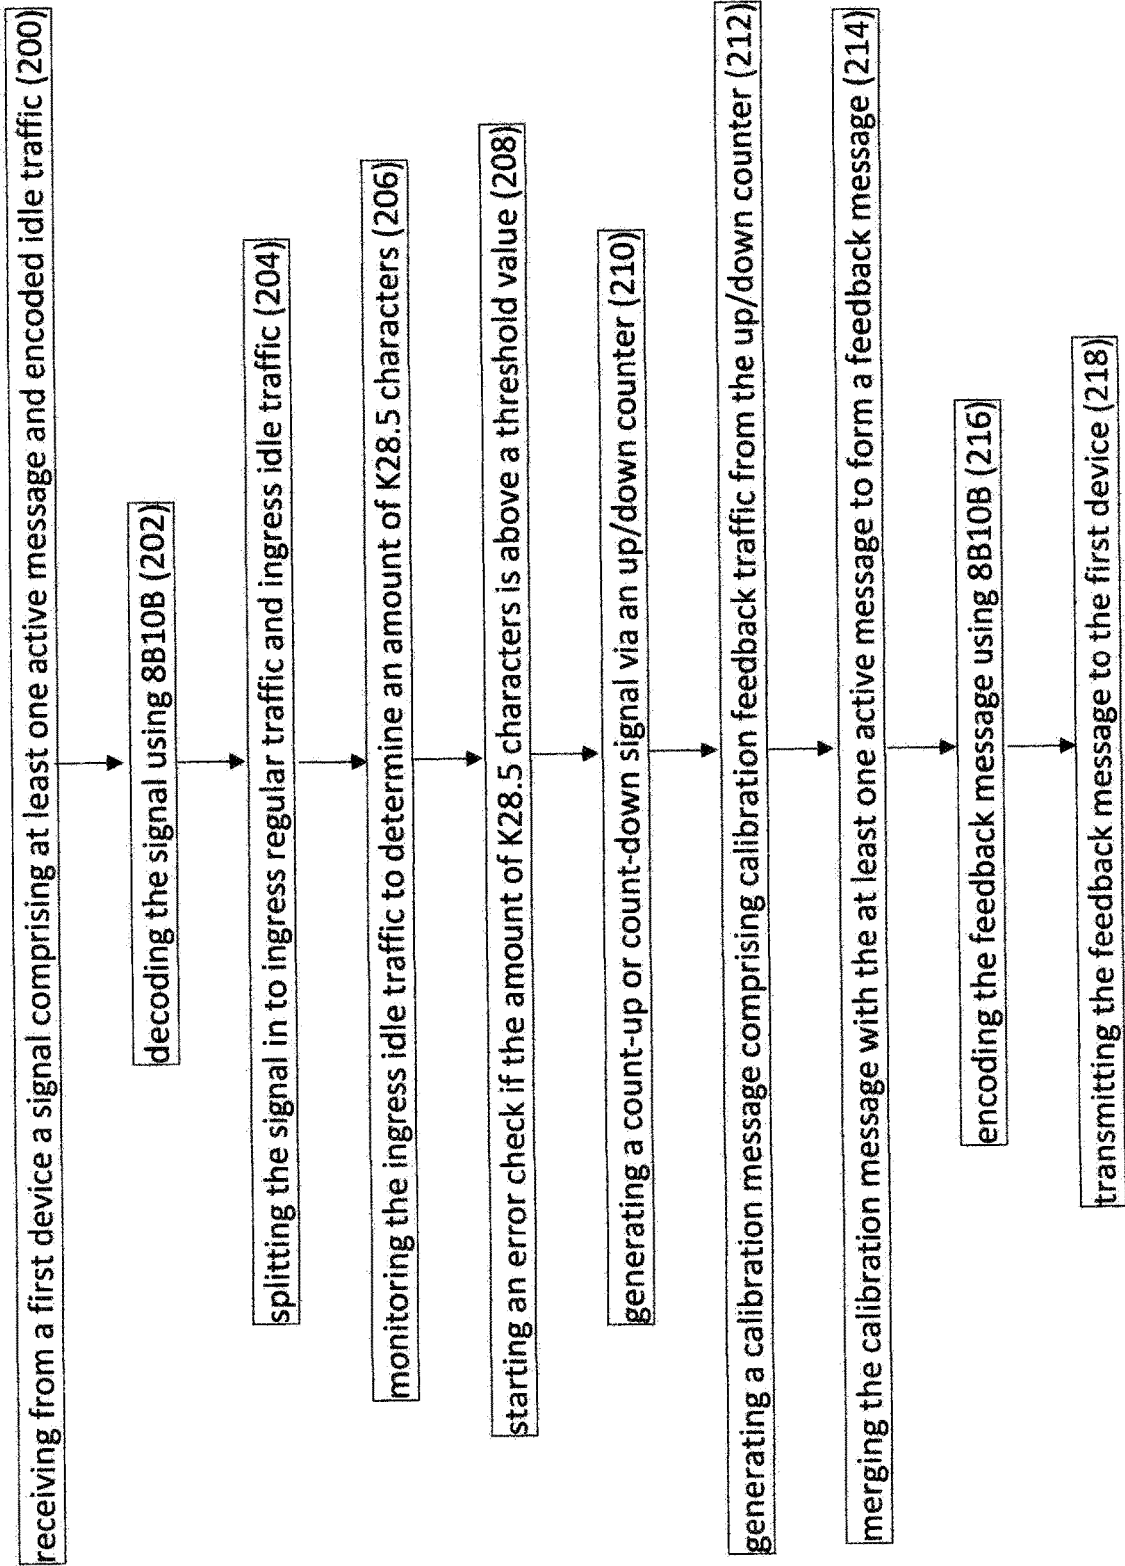 receiving from a first device a signal comprising at least one active message and encoded idle traffic (200)
decoding the signal using 8B10B (202)
splitting the signal in to ingress regular traffic and ingress idle traffic (204)
monitoring the ingress idle traffic to determine an amount of K28.5 characters (206)
starting an error check if the amount of K28.5 characters is above a threshold value (208)
generating a count-up or count-down signal via an up/down counter (210)
generating a calibration message comprising calibration feedback traffic from the up/down counter (212)
merging the calibration message with the at least one active message to form a feedback message (214)
encoding the feedback message using 8B10B (216)
transmitting the feedback message to the first device (218)